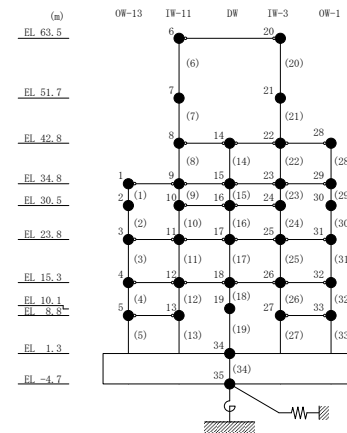 (m) OW-13 IW-11 DW IW-3 OW-1
EL 63.5 6 20
(6) (20)
EL 51.7 7 21
(7) (21)
EL 42.8 8 14 22 28
(8) (14) (22) (28
EL 34.8 1 9 15 23 29
(1) (9) (15) (23) (29
EL 30.5 2 10 16 24 30
(2) (10) (16) (24) (30
EL 23.8 3 11 17 25 31
(3) (11) (17) (25) (31
EL 15.3 4 12 18 26 32
(4) (12) (18) (26) (32
EL 10.1 19
EL 8.8 5 13 27 33
(5) (13) (19) (27) (33
EL 1.3 34
(34)
EL -4.7 35